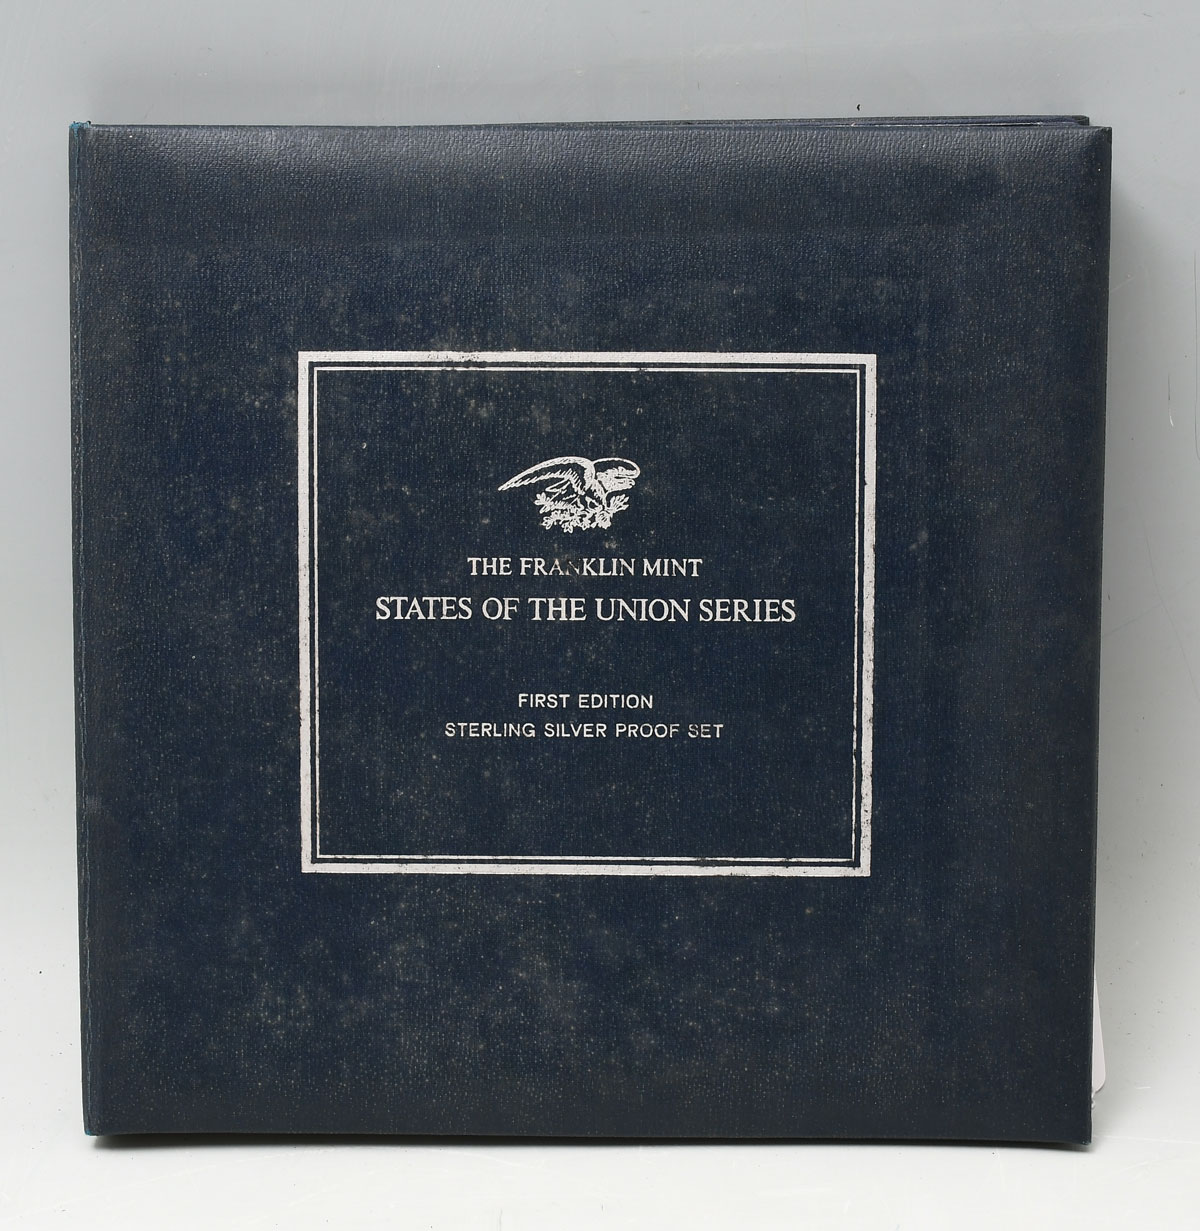 THE FRANKLIN MINT
STATES OF THE UNION SERIES
FIRST EDITION
STERLING SILVER PROOF SET